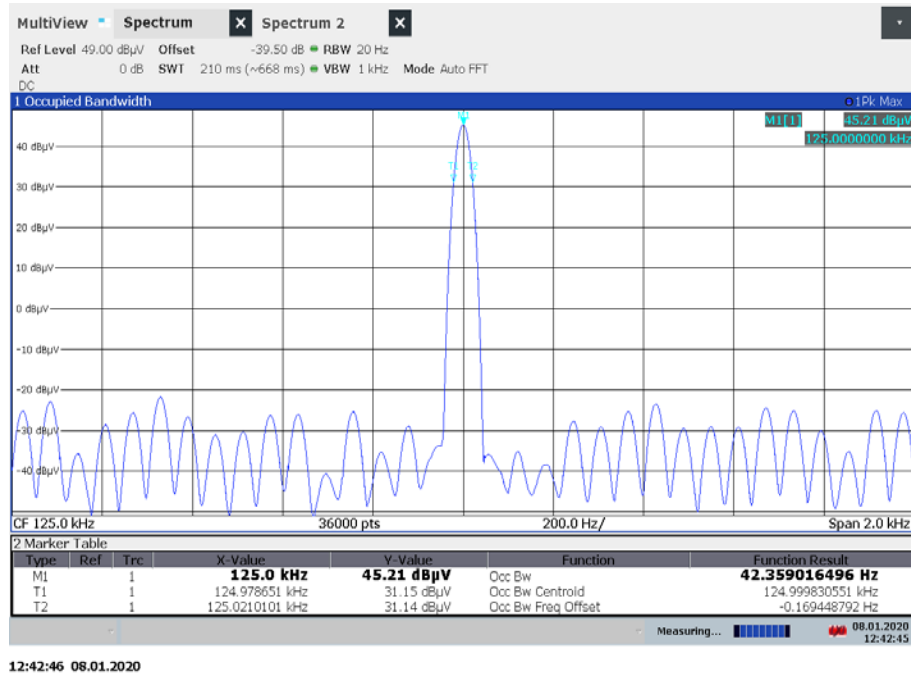 MultiView Spectrum X Spectrum 2 X
Ref Level 49.00 dBµV Offset -39.50 dB RBW 20 Hz
Att 0 dB SWT 210 ms (~668 ms) VBW 1 kHz Mode Auto FFT
DC
1 Occupied Bandwidth 1Pk Max
M1
M1[1] 45.21 dBµV
125.0000000 kHz
40 dBµV
T1 T2
30 dBµV
20 dBµV
10 dBµV
0 dBµV
-10 dBµV
-20 dBµV
-30 dBµV
-40 dBµV
CF 125.0 kHz 36000 pts 200.0 Hz/ Span 2.0 kHz
2 Marker Table
Type Ref Trc X-Value Y-Value Function Function Result
M1 1 125.0 kHz 45.21 dBµV Occ Bw 42.359016496 Hz
T1 1 124.978651 kHz 31.15 dBµV Occ Bw Centroid 124.999830551 kHz
T2 1 125.0210101 kHz 31.14 dBµV Occ Bw Freq Offset -0.169448792 Hz
Measuring... 08.01.2020
12:42:45
12:42:46 08.01.2020